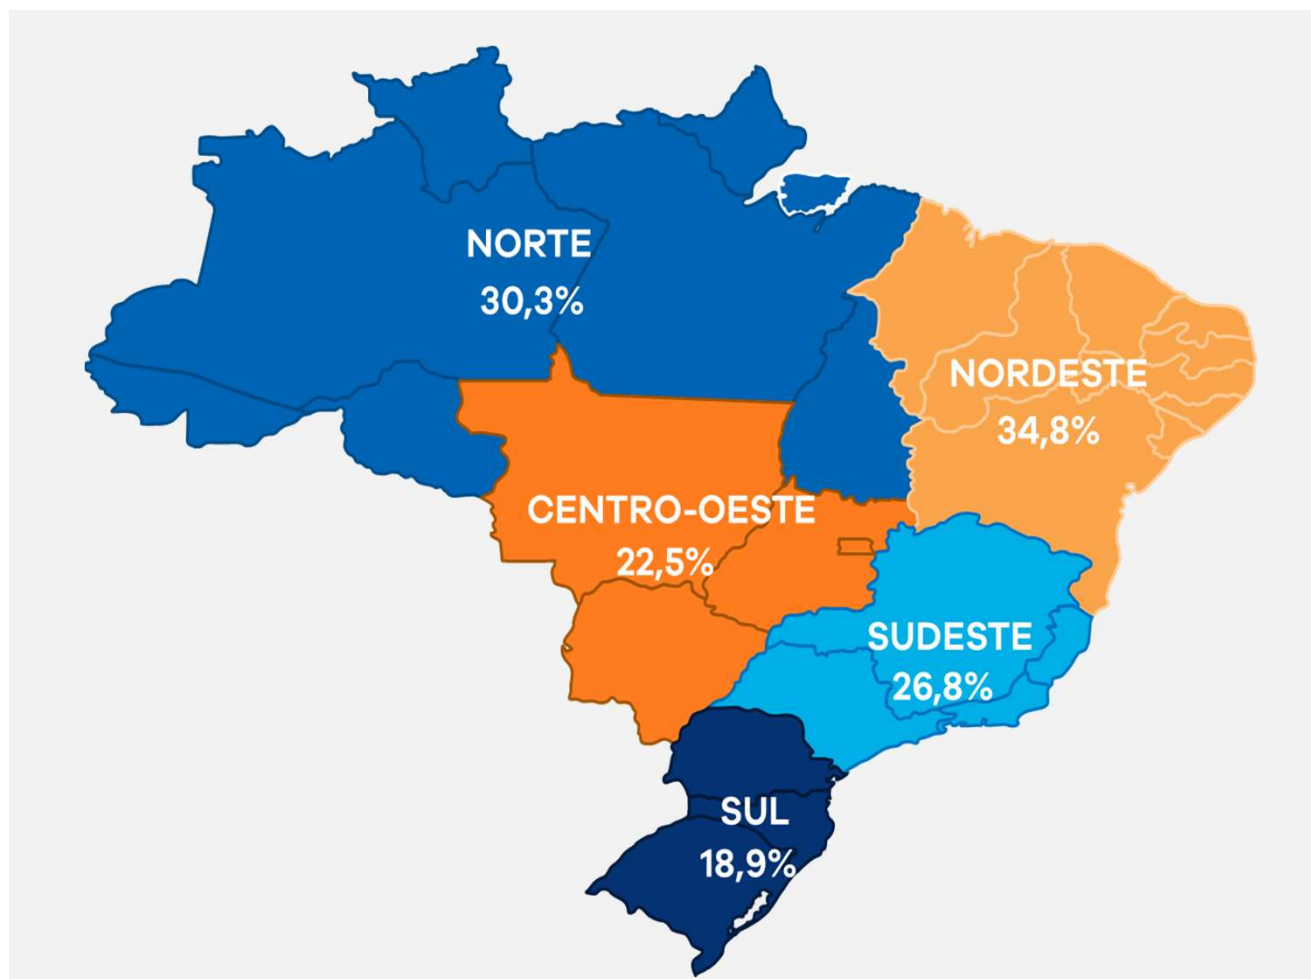 NORTE
30,3%
NORDESTE
34,8%
CENTRO-OESTE
22,5%
SUDESTE
26,8%
SUL
18,9%